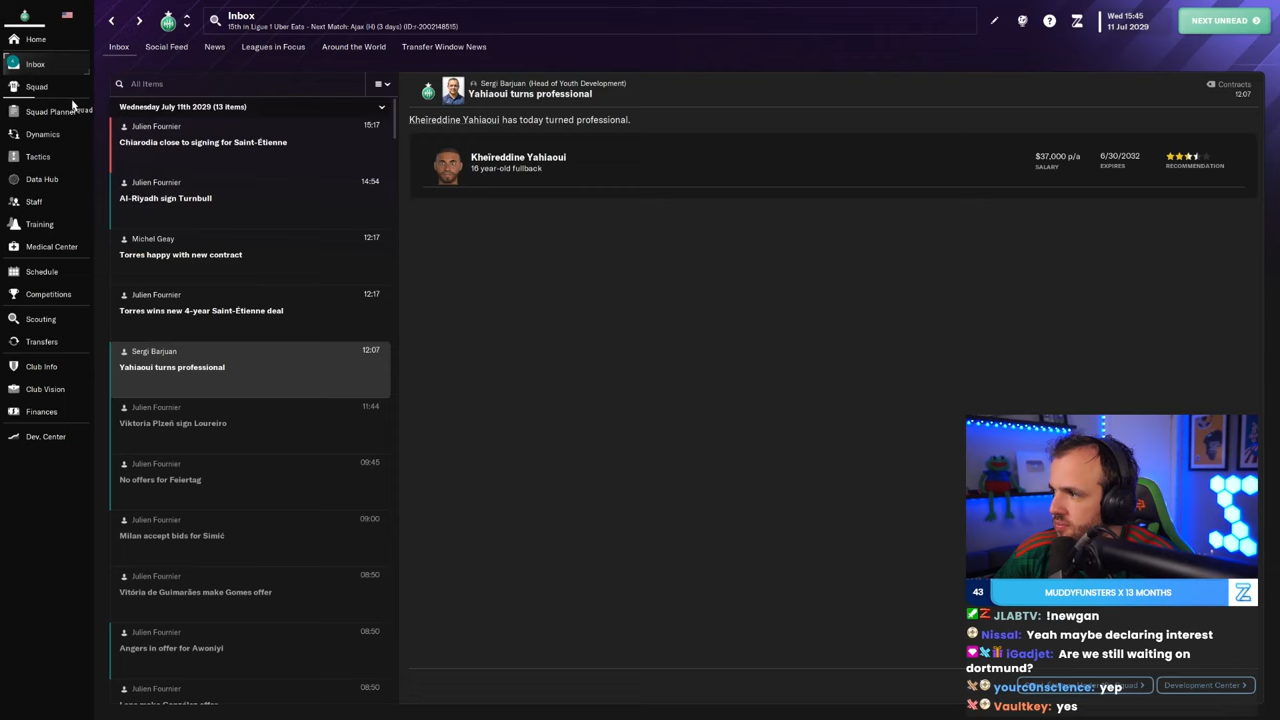 Inbox
15th in Ligue 1 Uber Eats - Next Match: Ajax (H) (3 days) (ID:r-2002148515)
Wed 15:45
11 Jul 2029
NEXT UNREAD
Home
Inbox
Squad
Squad Planner
Dynamics
Tactics
Data Hub
Staff
Training
Medical Center
Schedule
Competitions
Scouting
Transfers
Club Info
Club Vision
Finances
Dev. Center
Inbox Social Feed News Leagues in Focus Around the World Transfer Window News
All Items
Wednesday July 11th 2029 (13 items)
Julien Fournier 15:17
Chiarodia close to signing for Saint-Étienne
Julien Fournier 14:54
Al-Riyadh sign Turnbull
Michel Geay 12:17
Torres happy with new contract
Julien Fournier 12:17
Torres wins new 4-year Saint-Étienne deal
Sergi Barjuan 12:07
Yahiaoui turns professional
Julien Fournier 11:44
Viktoria Plzeň sign Loureiro
Julien Fournier 09:45
No offers for Feiertag
Julien Fournier 09:00
Milan accept bids for Simić
Julien Fournier 08:50
Vitória de Guimarães make Gomes offer
Julien Fournier 08:50
Angers in offer for Awoniyi
Julien Fournier 08:50
Sergi Barjuan (Head of Youth Development)
Yahiaoui turns professional
Contracts
12:07
Kheïreddine Yahiaoui has today turned professional.
Kheïreddine Yahiaoui
16 year-old fullback
$37,000 p/a
SALARY
6/30/2032
EXPIRES
RECOMMENDATION
Development Center
43 MUDDYFUNSTERS X 13 MONTHS Z
JLABTV: !newgan
Nissal: Yeah maybe declaring interest
iGadjet: Are we still waiting on
dortmund?
yourc0nsc1ence: yep
Vaultkey: yes